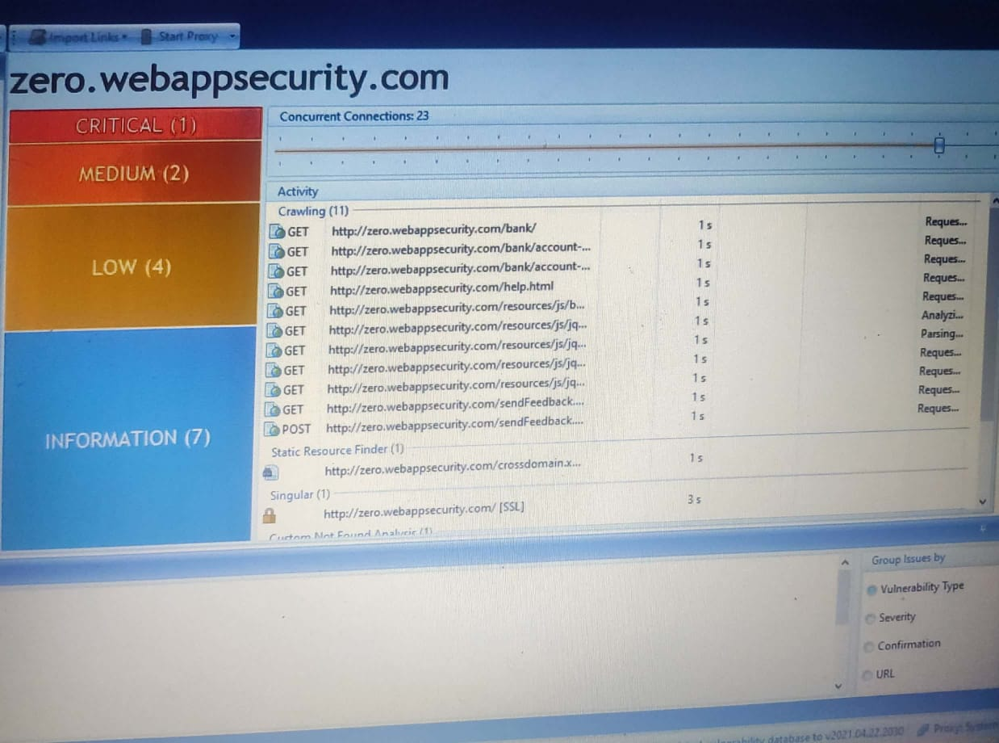 Import Links Start Proxy
zero.webappsecurity.com
CRITICAL (1)
MEDIUM (2)
LOW (4)
INFORMATION (7)
Concurrent Connections: 23
Activity
Crawling (11)
GET http://zero.webappsecurity.com/bank/ 1 s Reques...
GET http://zero.webappsecurity.com/bank/account-... 1 s Reques...
GET http://zero.webappsecurity.com/bank/account-... 1 s Reques...
GET http://zero.webappsecurity.com/help.html 1 s Reques...
GET http://zero.webappsecurity.com/resources/js/b... 1 s Reques...
GET http://zero.webappsecurity.com/resources/js/jq... 1 s Analyzi...
GET http://zero.webappsecurity.com/resources/js/jq... 1 s Parsing...
GET http://zero.webappsecurity.com/resources/js/jq... 1 s Reques...
GET http://zero.webappsecurity.com/resources/js/jq... 1 s Reques...
GET http://zero.webappsecurity.com/sendFeedback.... 1 s Reques...
POST http://zero.webappsecurity.com/sendFeedback.... 1 s Reques...
Static Resource Finder (1)
http://zero.webappsecurity.com/crossdomain.x... 1 s
Singular (1)
http://zero.webappsecurity.com/ [SSL] 3 s
Custom Not Found Analysis (1)
Group Issues by
Vulnerability Type
Severity
Confirmation
URL
database to v2021.04.22.2030 Proxy: System